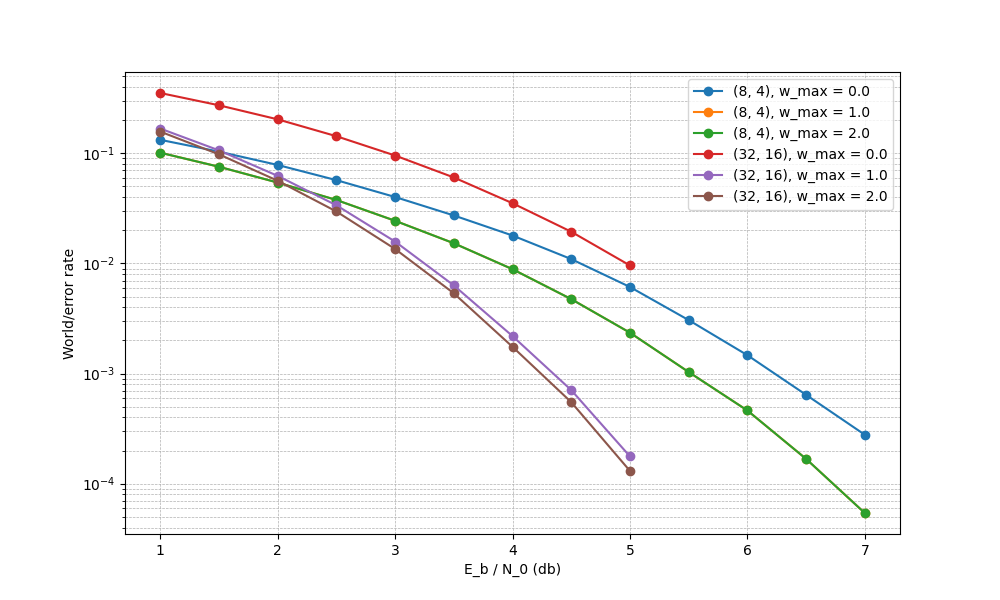 (8, 4), w_max = 0.0
(8, 4), w_max = 1.0
(8, 4), w_max = 2.0
(32, 16), w_max = 0.0
(32, 16), w_max = 1.0
(32, 16), w_max = 2.0
10^{-1}
10^{-2}
10^{-3}
10^{-4}
World/error rate
1 2 3 4 5 6 7
E_b / N_0 (db)